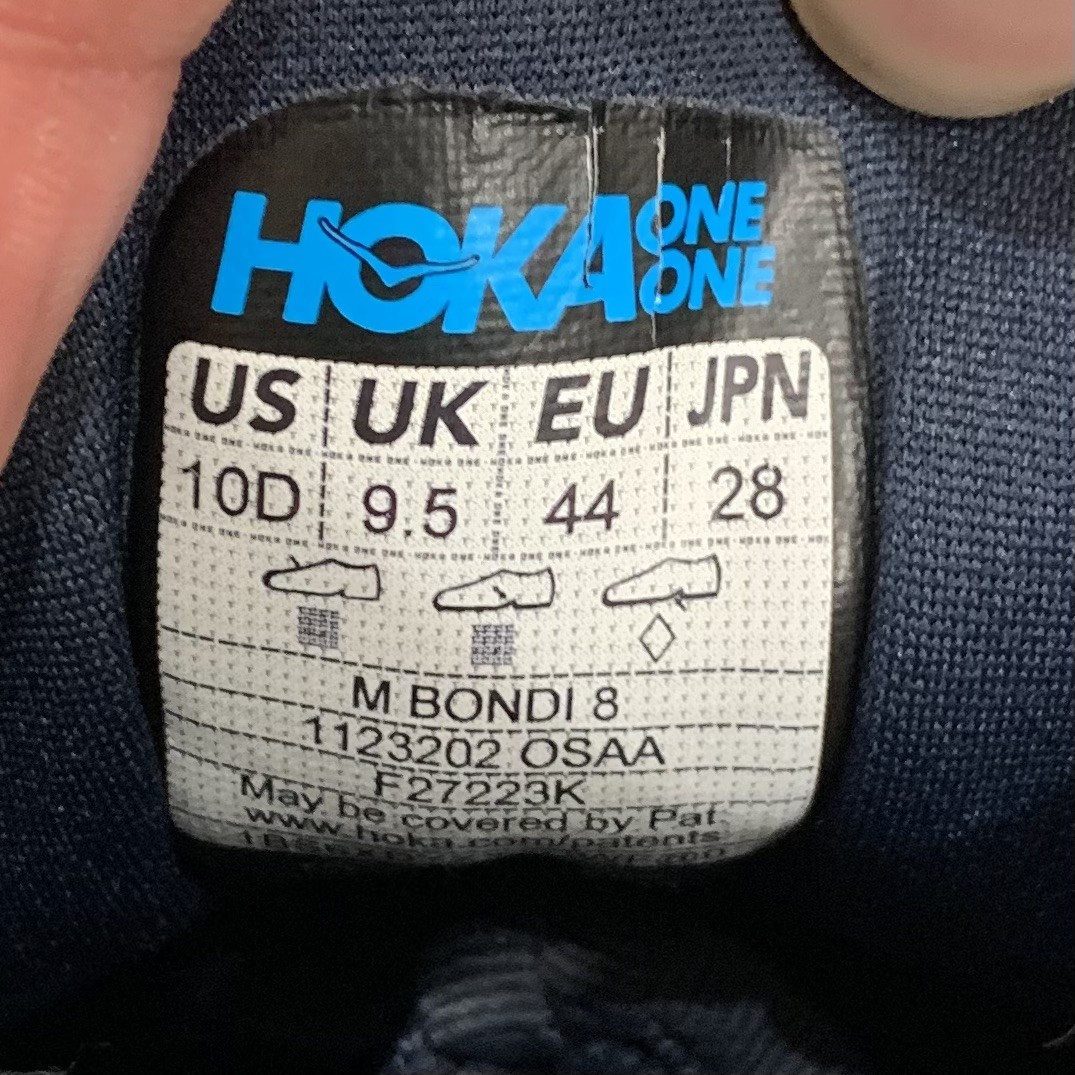 HOKA ONE ONE
US UK EU JPN
10D 9.5 44 28
M BONDI 8
1123202 OSAA
F27223K
May be covered by Pat.
www.hoka.com/patents